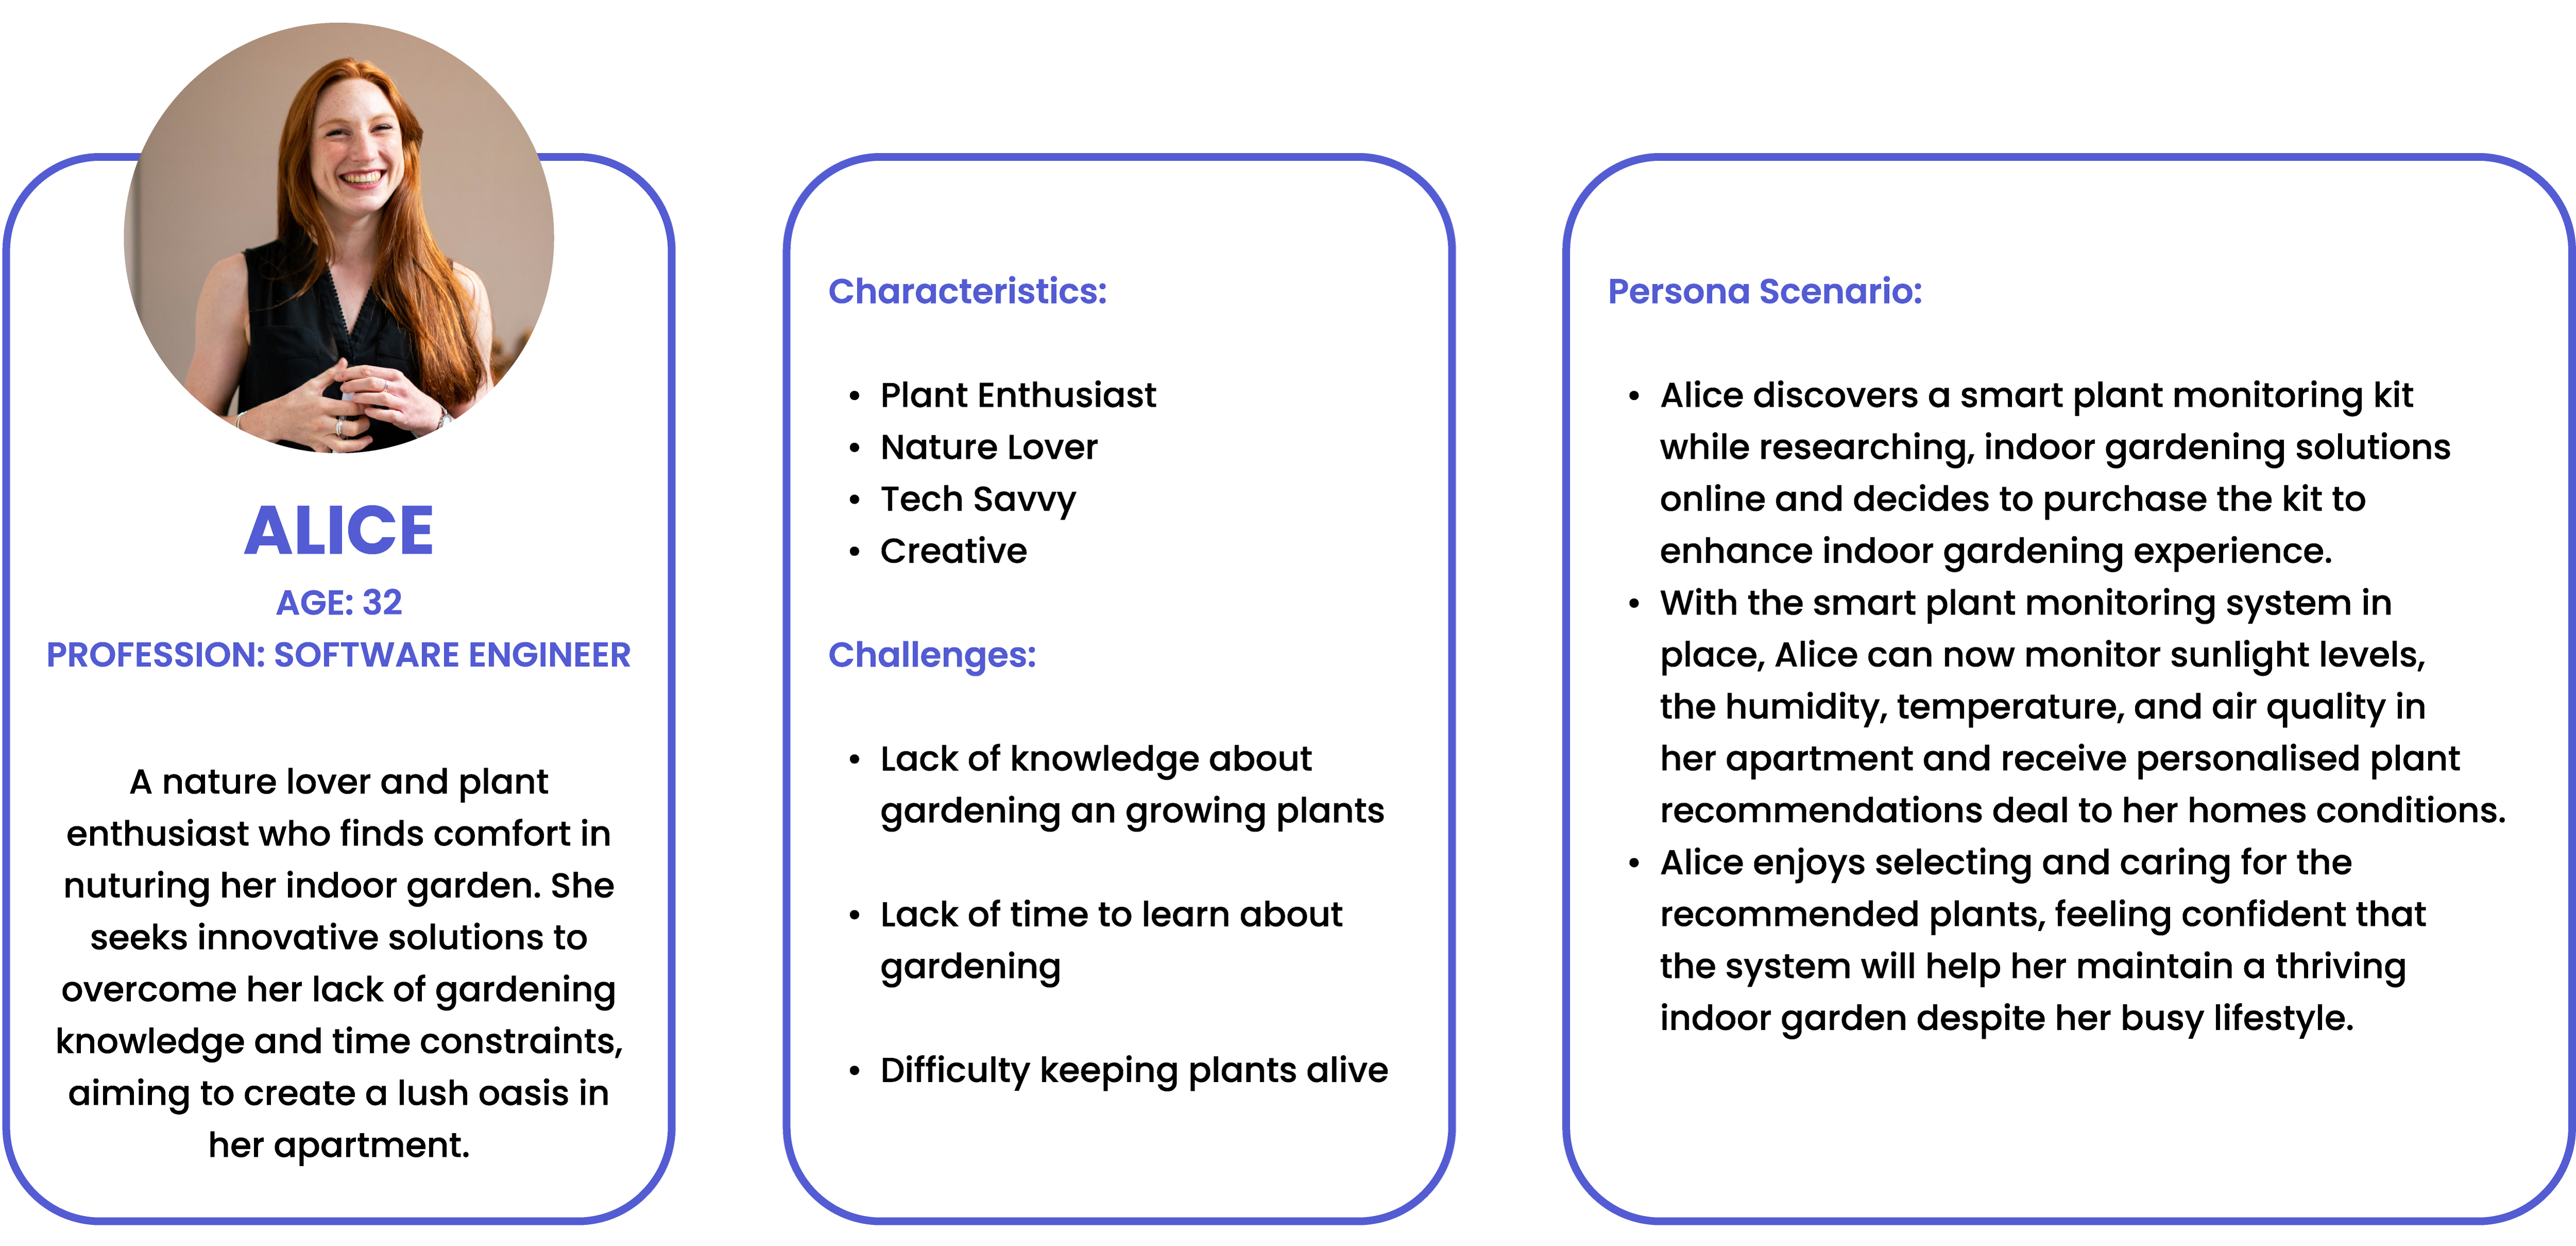 ALICE
AGE: 32
PROFESSION: SOFTWARE ENGINEER
A nature lover and plant
enthusiast who finds comfort in
nuturing her indoor garden. She
seeks innovative solutions to
overcome her lack of gardening
knowledge and time constraints,
aiming to create a lush oasis in
her apartment.
Characteristics:
• Plant Enthusiast
• Nature Lover
• Tech Savvy
• Creative
Challenges:
• Lack of knowledge about
gardening an growing plants
• Lack of time to learn about
gardening
• Difficulty keeping plants alive
Persona Scenario:
• Alice discovers a smart plant monitoring kit
while researching, indoor gardening solutions
online and decides to purchase the kit to
enhance indoor gardening experience.
• With the smart plant monitoring system in
place, Alice can now monitor sunlight levels,
the humidity, temperature, and air quality in
her apartment and receive personalised plant
recommendations deal to her homes conditions.
• Alice enjoys selecting and caring for the
recommended plants, feeling confident that
the system will help her maintain a thriving
indoor garden despite her busy lifestyle.